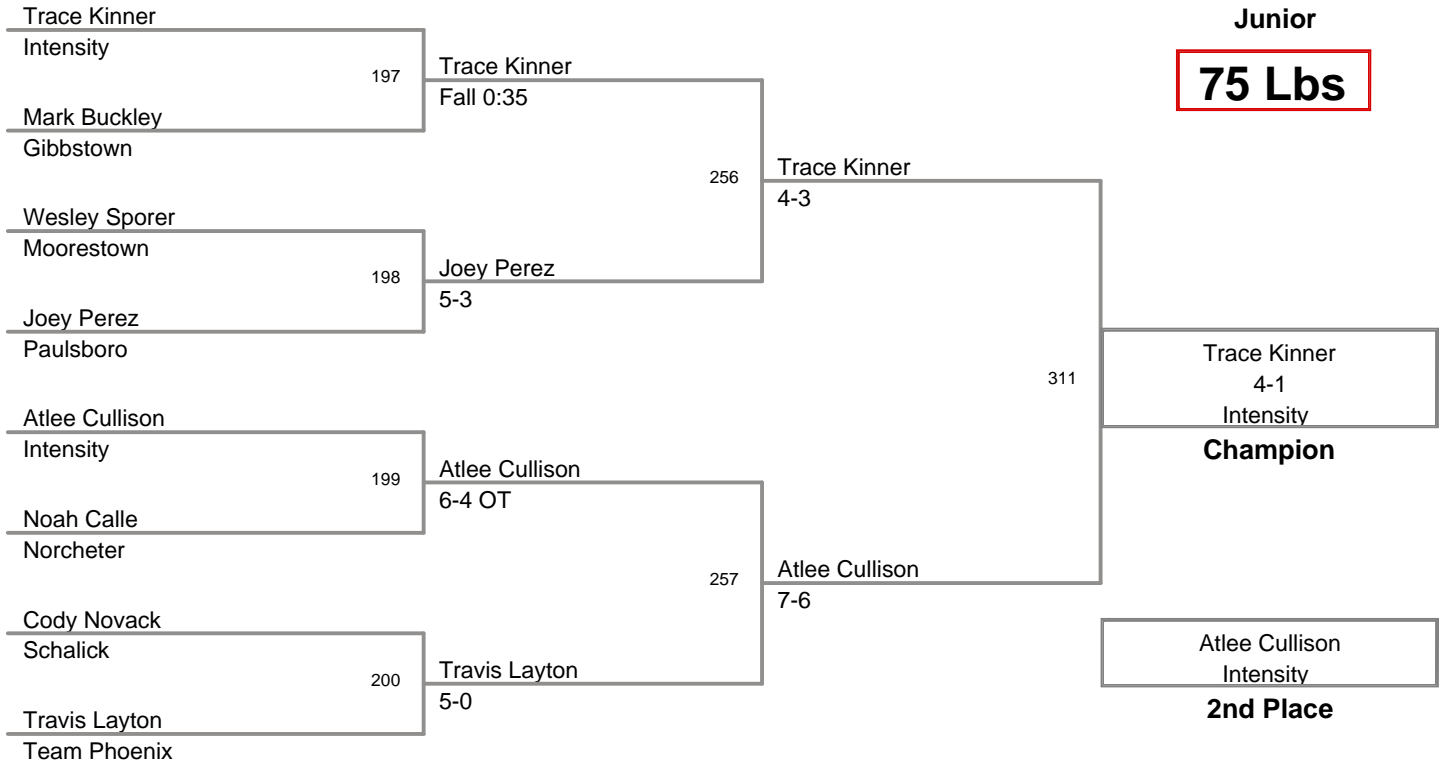 Trace Kinner
Intensity
197
Mark Buckley
Gibbstown
Wesley Sporer
Moorestown
198
Joey Perez
Paulsboro
Atlee Cullison
Intensity
199
Noah Calle
Norcheter
Cody Novack
Schalick
200
Travis Layton
Team Phoenix
Trace Kinner
Fall 0:35
256
Joey Perez
5-3
Atlee Cullison
6-4 OT
257
Travis Layton
5-0
Trace Kinner
4-3
311
Atlee Cullison
7-6
Junior
75 Lbs
Trace Kinner
4-1
Intensity
Champion
Atlee Cullison
Intensity
2nd Place